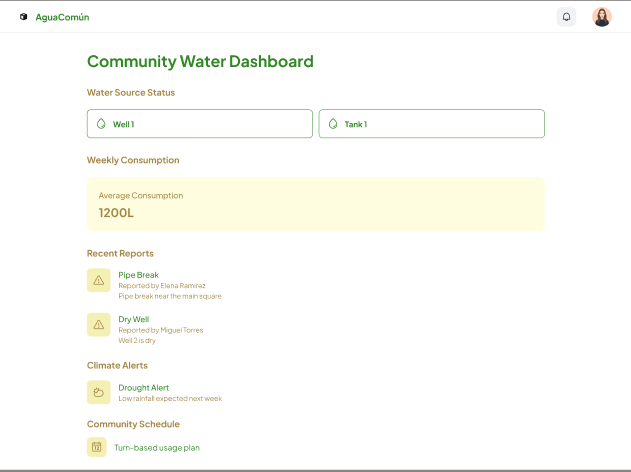 AguaComún
Community Water Dashboard
Water Source Status
Well 1
Tank 1
Weekly Consumption
Average Consumption
1200L
Recent Reports
Pipe Break
Reported by Elena Ramirez
Pipe break near the main square
Dry Well
Reported by Miguel Torres
Well 2 is dry
Climate Alerts
Drought Alert
Low rainfall expected next week
Community Schedule
Turn-based usage plan